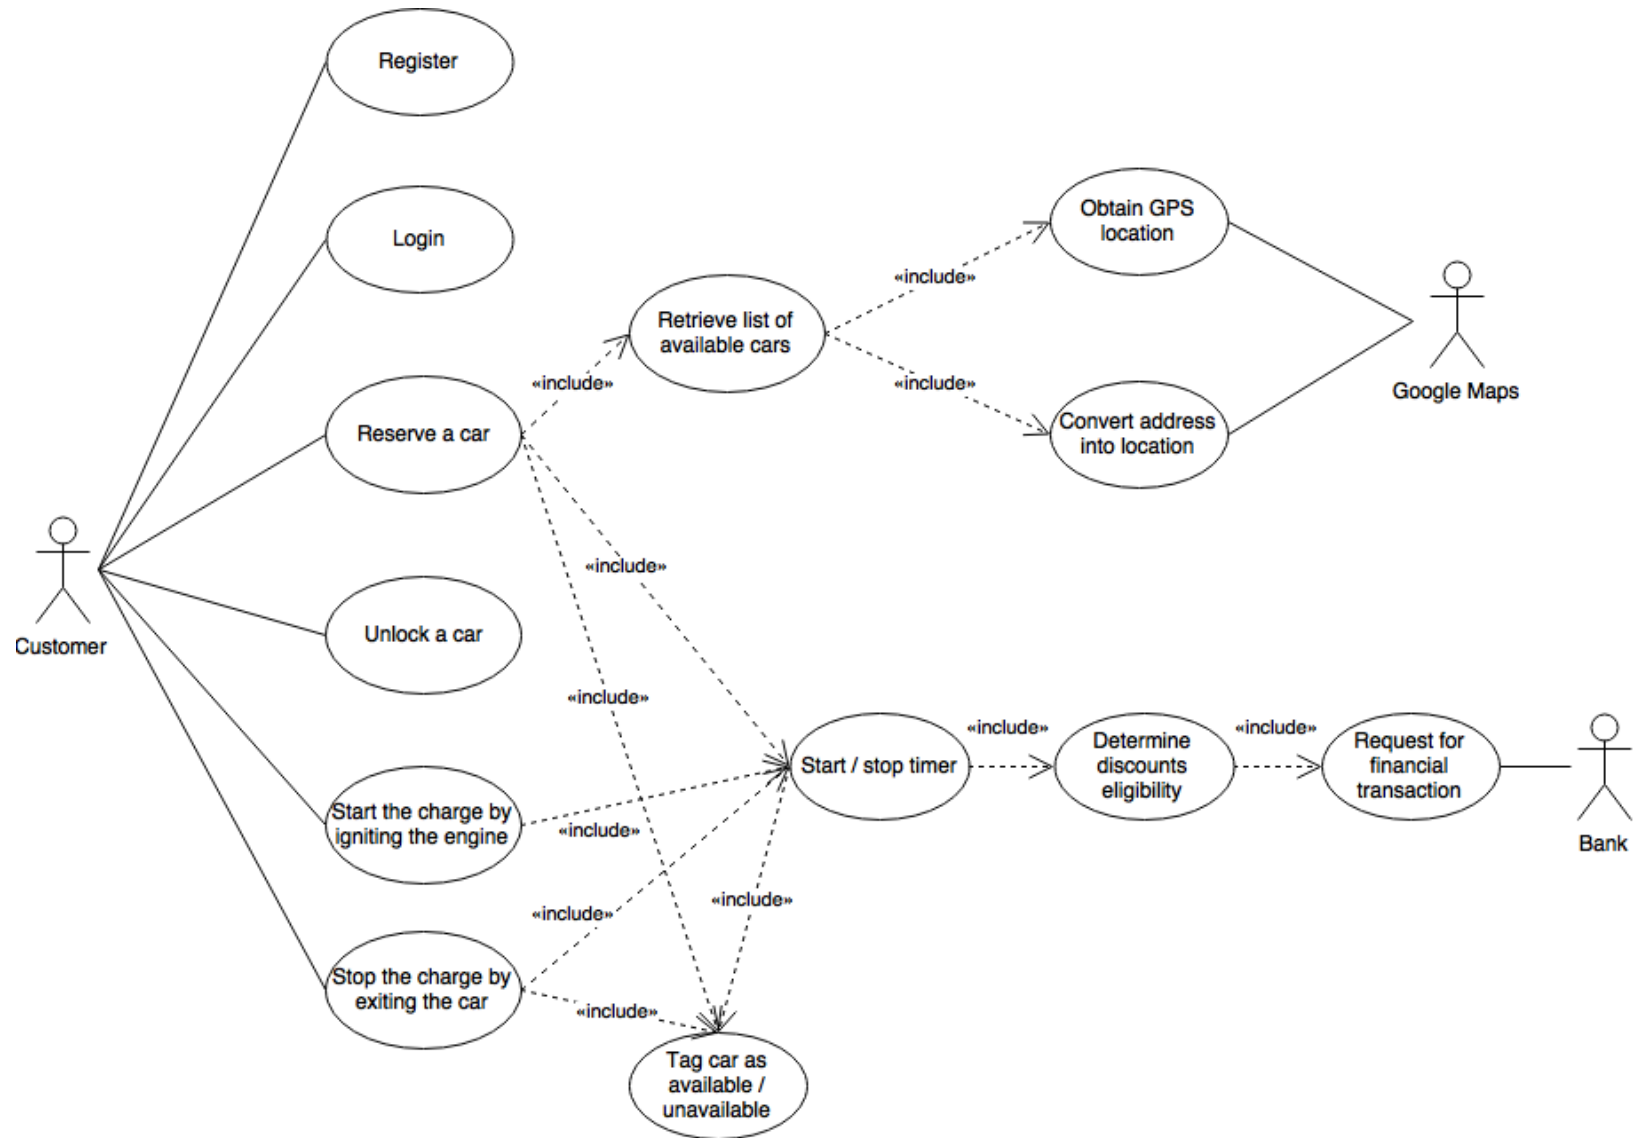 Register
Login
Obtain GPS
location
«include»
Retrieve list of
available cars
«include»
«include»
Google Maps
Convert address
into location
Reserve a car
«include»
Customer
Unlock a car
«include»
Start / stop timer
«include»
Determine
discounts
eligibility
«include»
Request for
financial
transaction
Bank
Start the charge by
igniting the engine
«include»
«include»
«include»
Stop the charge by
exiting the car
«include»
Tag car as
available /
unavailable